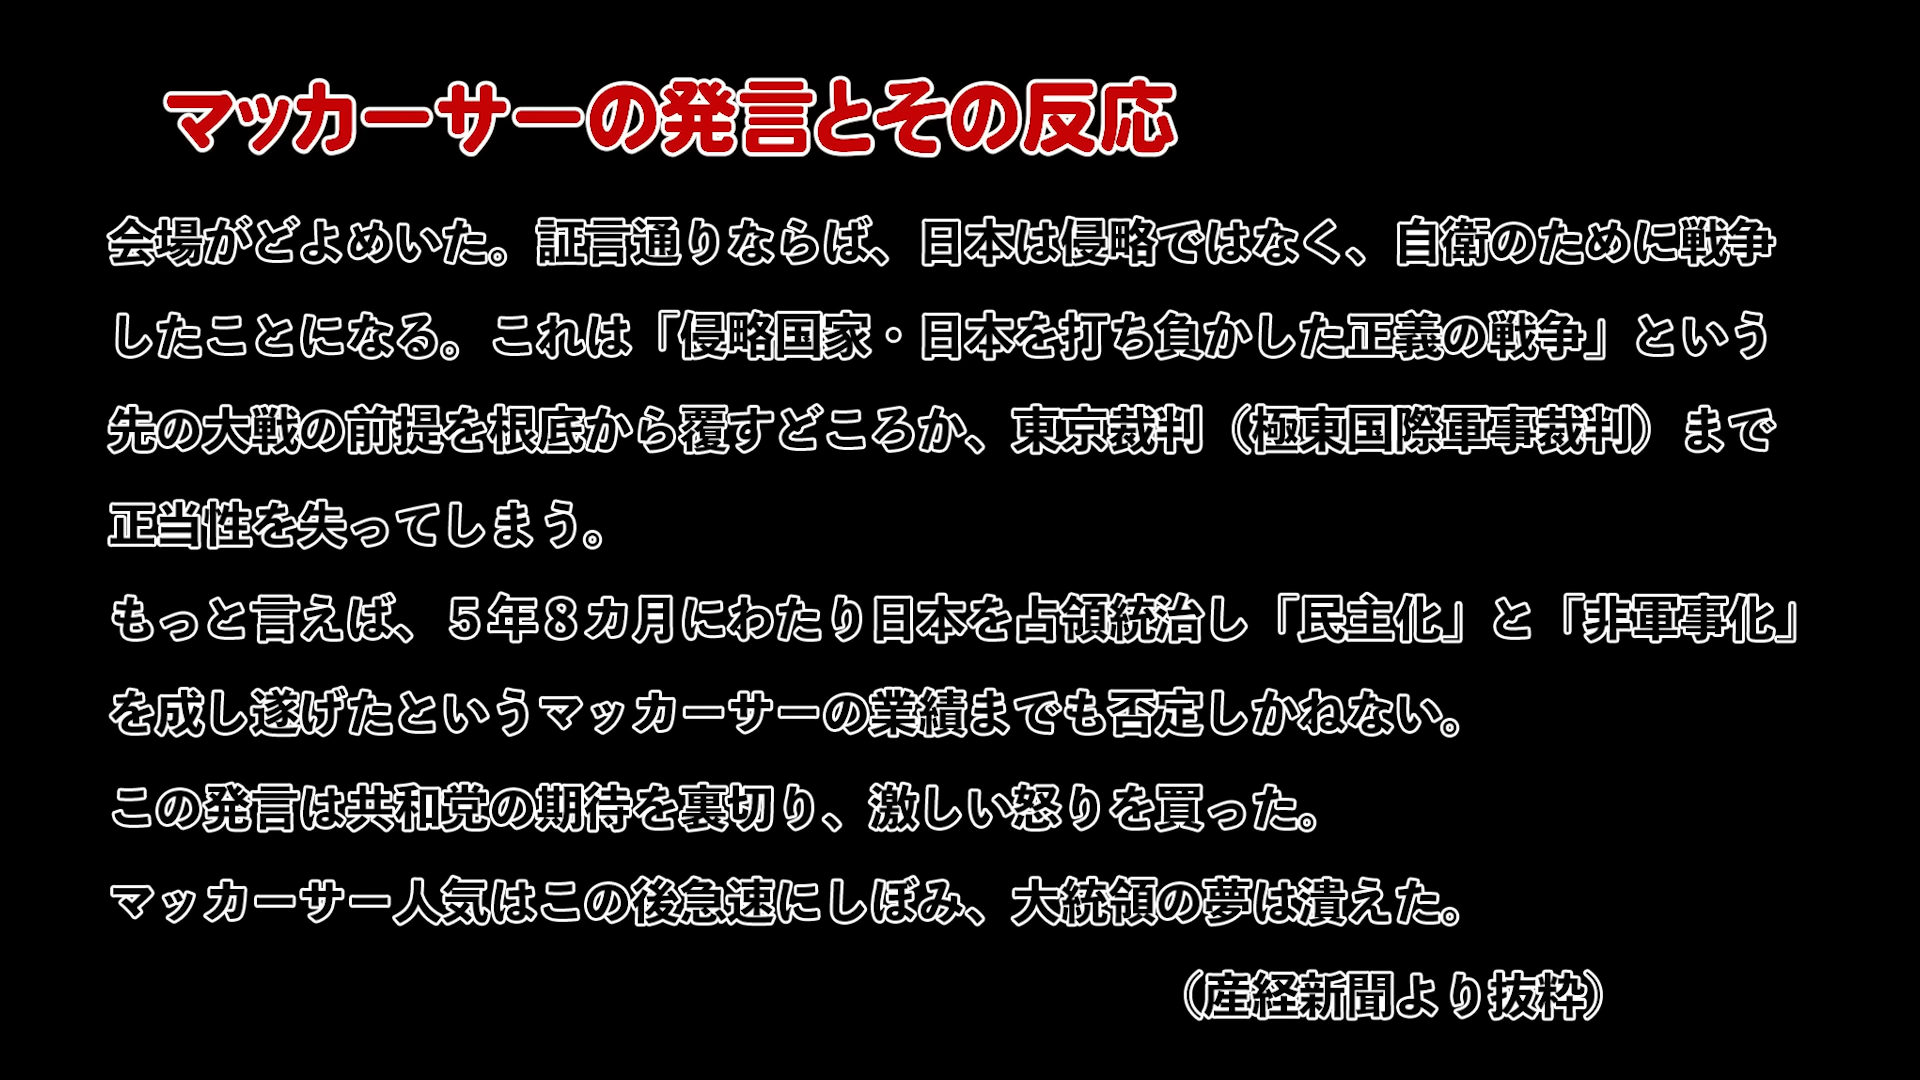 マッカーサーの発言とその反応
会場がどよめいた。証言通りならば、日本は侵略ではなく、自衛のために戦争
したことになる。これは「侵略国家・日本を打ち負かした正義の戦争」という
先の大戦の前提を根底から覆すどころか、東京裁判（極東国際軍事裁判）まで
正当性を失ってしまう。
もっと言えば、５年８カ月にわたり日本を占領統治し「民主化」と「非軍事化」
を成し遂げたというマッカーサーの業績までも否定しかねない。
この発言は共和党の期待を裏切り、激しい怒りを買った。
マッカーサー人気はこの後急速にしぼみ、大統領の夢は潰えた。
（産経新聞より抜粋）